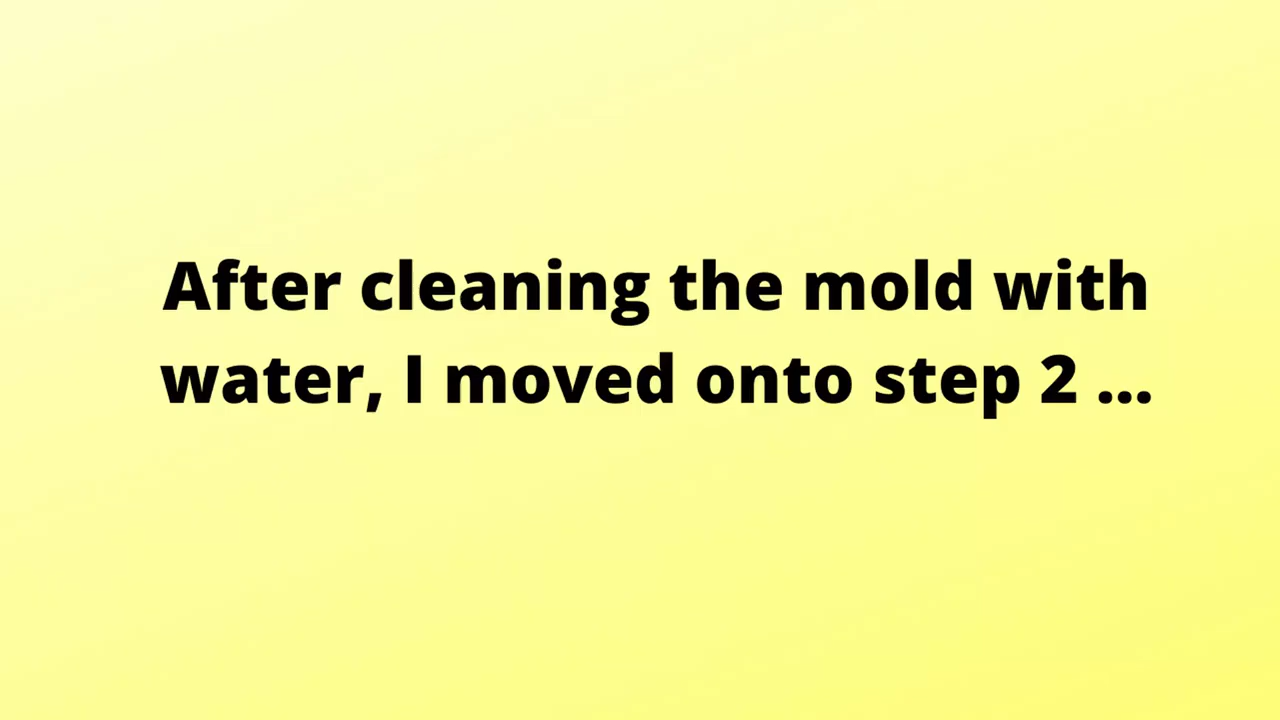 After cleaning the mold with
water, I moved onto step 2 ...